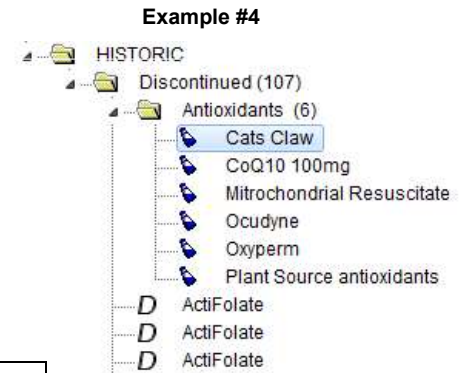 Example #4
HISTORIC
Discontinued (107)
Antioxidants (6)
Cats Claw
CoQ10 100mg
Mitrochondrial Resuscitate
Ocudyne
Oxyperm
Plant Source antioxidants
D ActiFolate
D ActiFolate
D ActiFolate